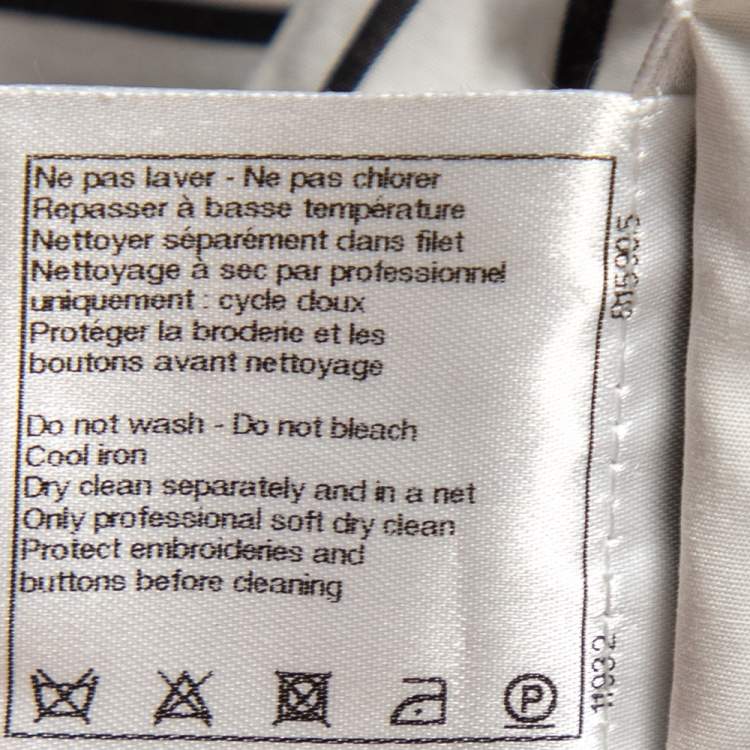 Ne pas laver - Ne pas chlorer
Repasser à basse température
Nettoyer séparément dans filet
Nettoyage à sec par professionnel
uniquement : cycle doux
Protéger la broderie et les
boutons avant nettoyage
Do not wash - Do not bleach
Cool iron
Dry clean separately and in a net
Only professional soft dry clean
Protect embroideries and
buttons before cleaning
P
11932